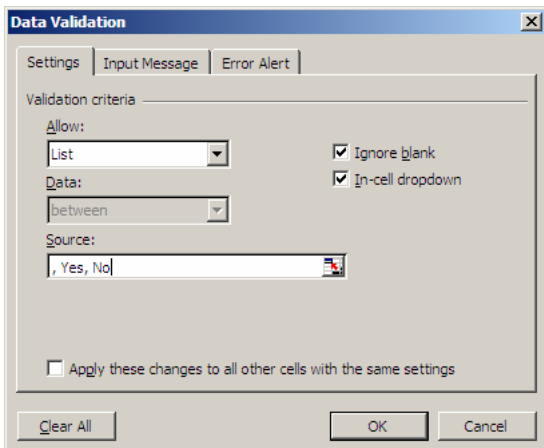 Data Validation
Settings Input Message Error Alert
Validation criteria
Allow:
List
Ignore blank
Data:
In-cell dropdown
between
Source:
, Yes, No
Apply these changes to all other cells with the same settings
Clear All OK Cancel